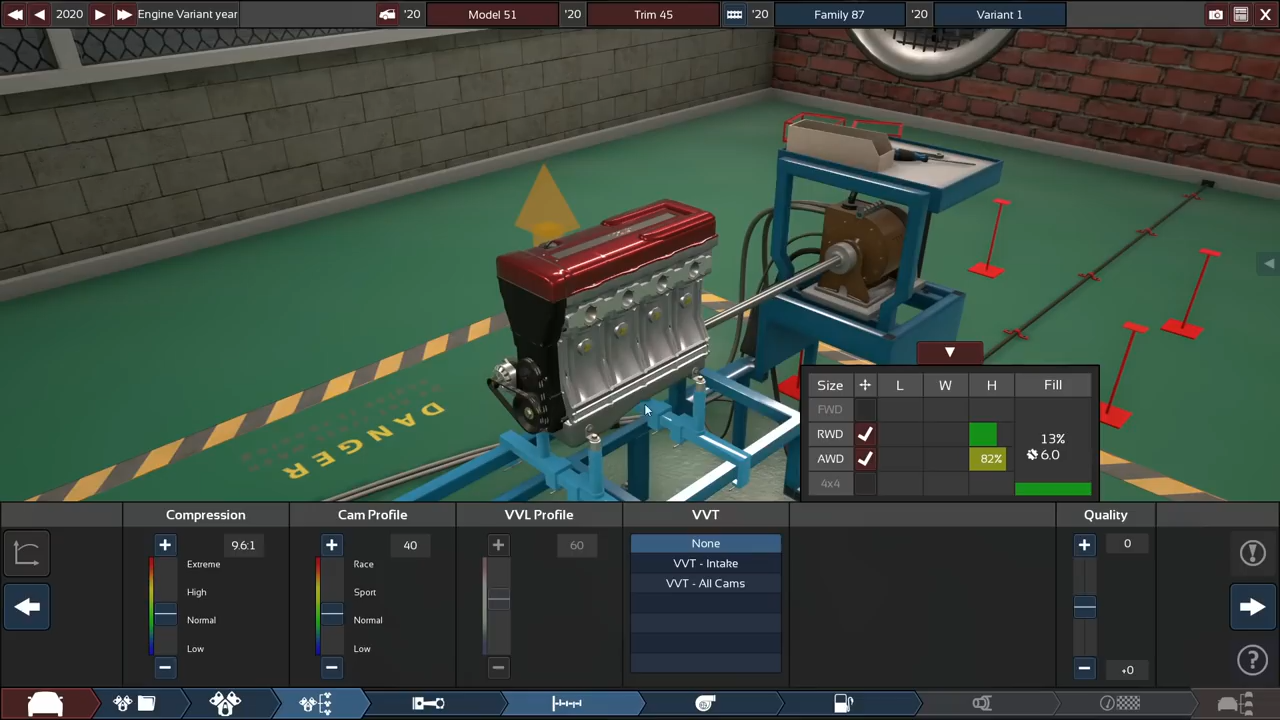 2020 Engine Variant year '20 Model 51 '20 Trim 45 '20 Family 87 '20 Variant 1
DANGER
Size L W H Fill
FWD
RWD
AWD 82%
4x4
13%
6.0
Compression
9.6:1
Extreme
High
Normal
Low
Cam Profile
40
Race
Sport
Normal
Low
VVL Profile
60
VVT
None
VVT - Intake
VVT - All Cams
Quality
0
+0